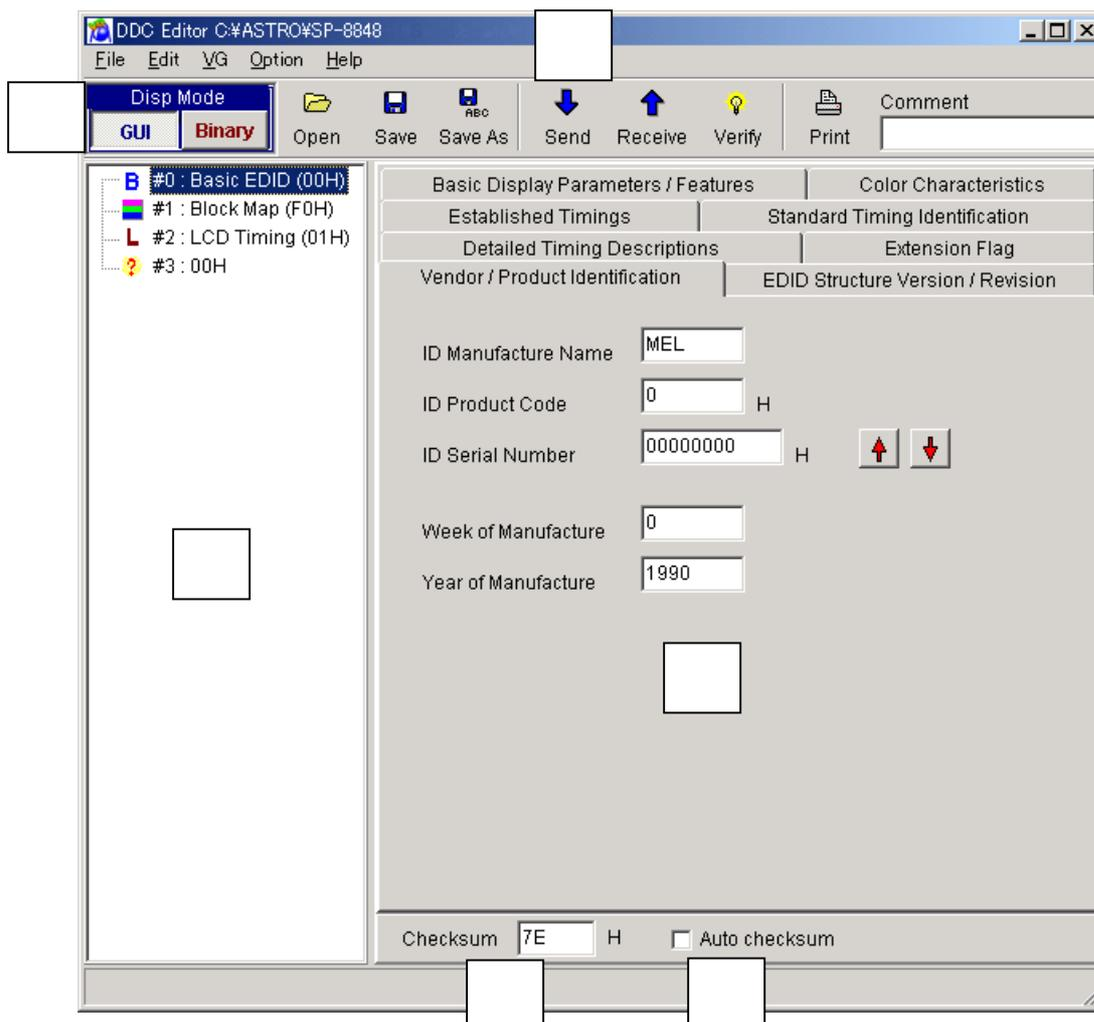 DDC Editor C:¥ASTRO¥SP-8848
File Edit VG Option Help
Disp Mode
GUI Binary
Open Save Save As Send Receive Verify Print
ABC
Comment
#0 : Basic EDID (00H)
#1 : Block Map (F0H)
#2 : LCD Timing (01H)
#3 : 00H
B
L
?
Basic Display Parameters / Features Color Characteristics
Established Timings Standard Timing Identification
Detailed Timing Descriptions Extension Flag
Vendor / Product Identification EDID Structure Version / Revision
ID Manufacture Name MEL
ID Product Code 0 H
ID Serial Number 00000000 H
Week of Manufacture 0
Year of Manufacture 1990
Checksum 7E H Auto checksum